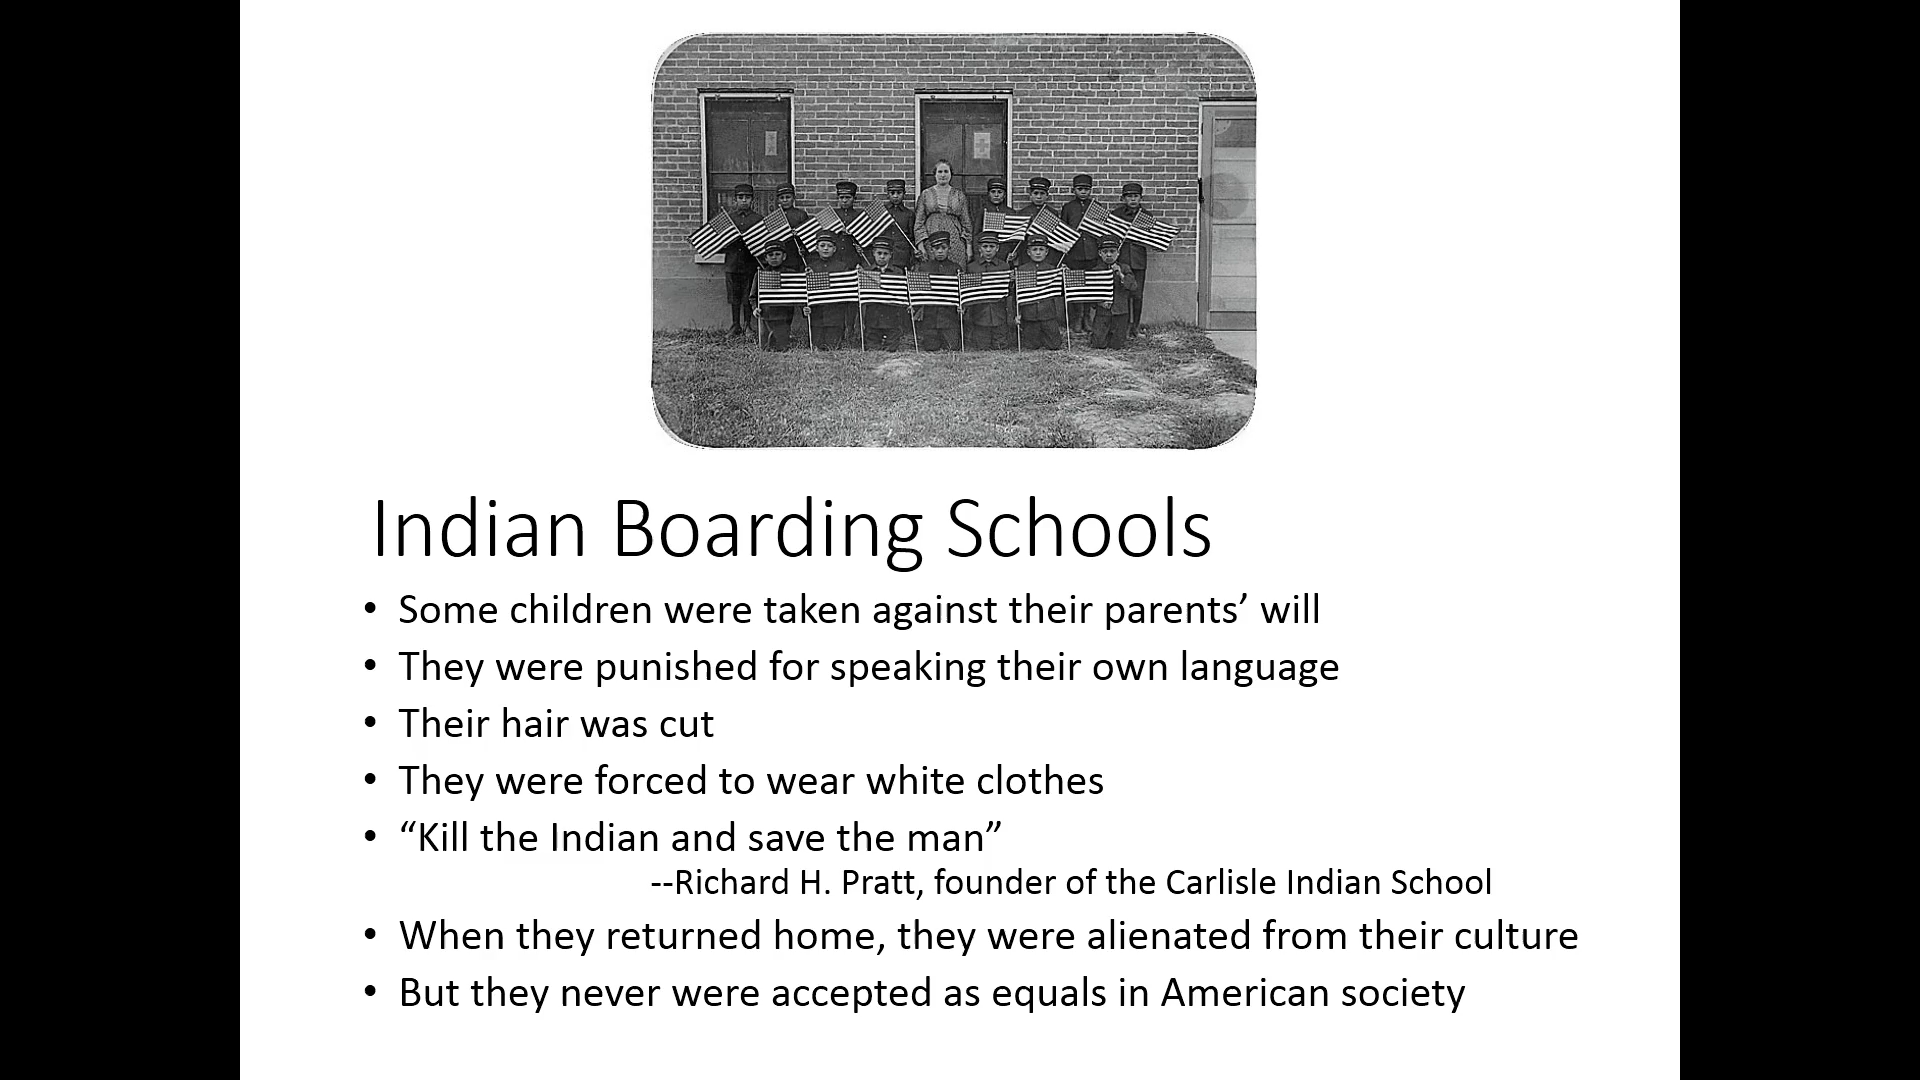 Indian Boarding Schools
• Some children were taken against their parents’ will
• They were punished for speaking their own language
• Their hair was cut
• They were forced to wear white clothes
• “Kill the Indian and save the man”
--Richard H. Pratt, founder of the Carlisle Indian School
• When they returned home, they were alienated from their culture
• But they never were accepted as equals in American society